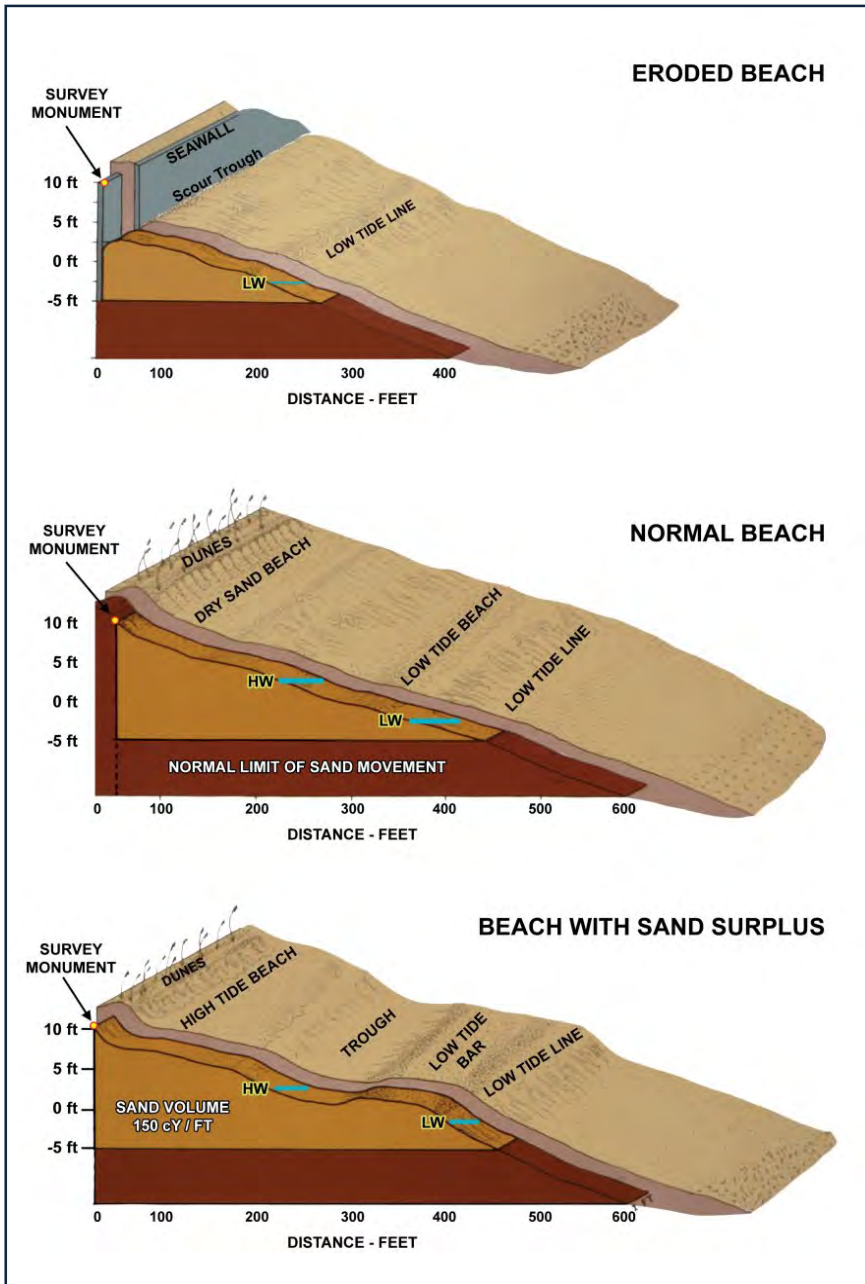 ERODED BEACH
SURVEY
MONUMENT
SEAWALL
Scour Trough
LOW TIDE LINE
10 ft
5 ft
0 ft
-5 ft
LW
0 100 200 300 400
DISTANCE - FEET
NORMAL BEACH
SURVEY
MONUMENT
DUNES
DRY SAND BEACH
LOW TIDE BEACH
LOW TIDE LINE
10 ft
5 ft
0 ft
-5 ft
HW
LW
NORMAL LIMIT OF SAND MOVEMENT
0 100 200 300 400 500 600
DISTANCE - FEET
BEACH WITH SAND SURPLUS
SURVEY
MONUMENT
DUNES
HIGH TIDE BEACH
TROUGH
LOW TIDE
BAR
LOW TIDE LINE
10 ft
5 ft
0 ft
-5 ft
HW
LW
SAND VOLUME
150 cY / FT
0 100 200 300 400 500 600
DISTANCE - FEET